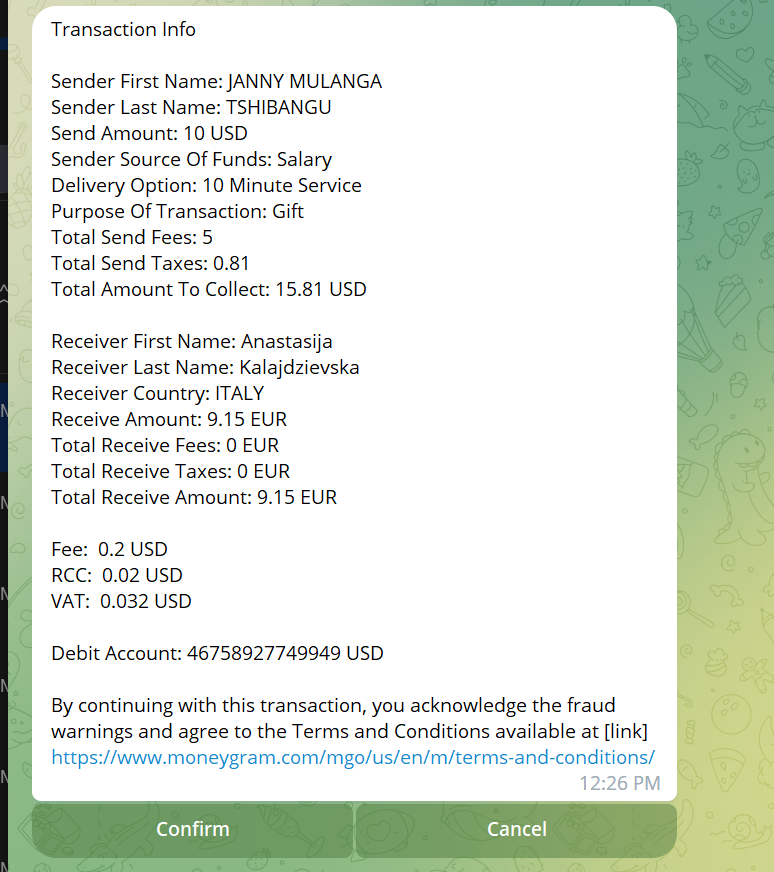 Transaction Info
Sender First Name: JANNY MULANGA
Sender Last Name: TSHIBANGU
Send Amount: 10 USD
Sender Source Of Funds: Salary
Delivery Option: 10 Minute Service
Purpose Of Transaction: Gift
Total Send Fees: 5
Total Send Taxes: 0.81
Total Amount To Collect: 15.81 USD
Receiver First Name: Anastasija
Receiver Last Name: Kalajdzievska
Receiver Country: ITALY
Receive Amount: 9.15 EUR
Total Receive Fees: 0 EUR
Total Receive Taxes: 0 EUR
Total Receive Amount: 9.15 EUR
Fee:  0.2 USD
RCC:  0.02 USD
VAT:  0.032 USD
Debit Account: 46758927749949 USD
By continuing with this transaction, you acknowledge the fraud
warnings and agree to the Terms and Conditions available at [link]
https://www.moneygram.com/mgo/us/en/m/terms-and-conditions/
12:26 PM
Confirm
Cancel